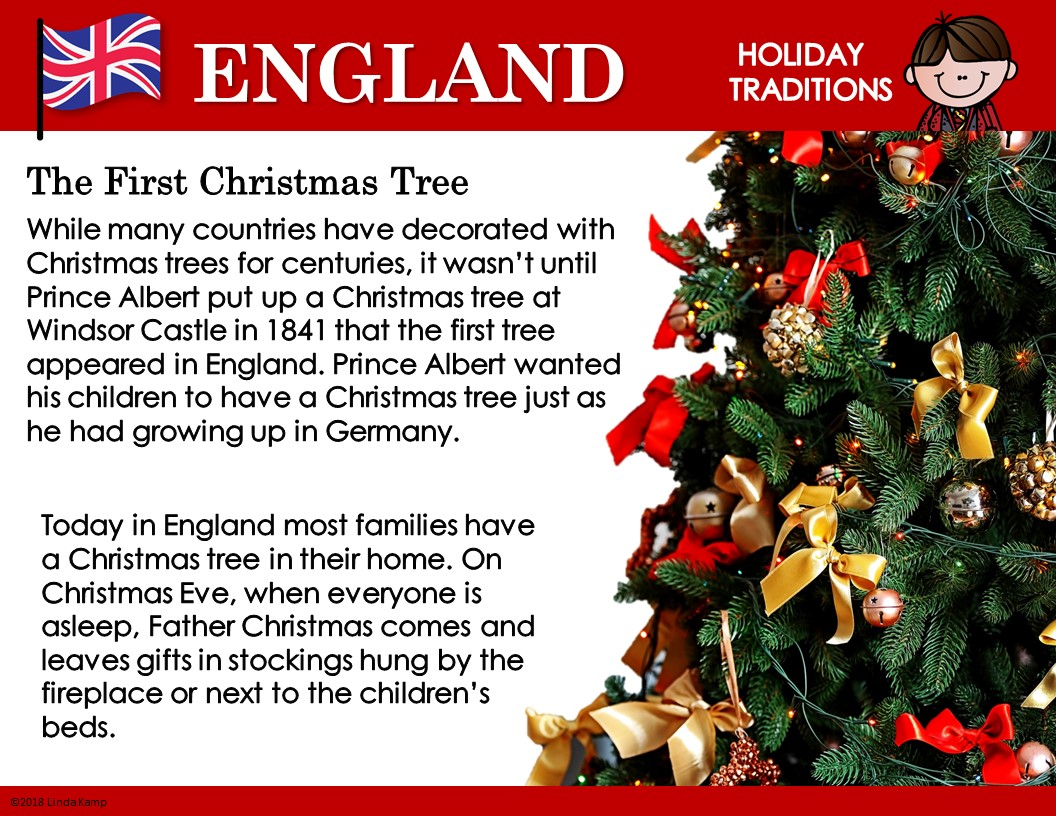 ENGLAND
HOLIDAY
TRADITIONS
The First Christmas Tree
While many countries have decorated with
Christmas trees for centuries, it wasn't until
Prince Albert put up a Christmas tree at
Windsor Castle in 1841 that the first tree
appeared in England. Prince Albert wanted
his children to have a Christmas tree just as
he had growing up in Germany.
Today in England most families have
a Christmas tree in their home. On
Christmas Eve, when everyone is
asleep, Father Christmas comes and
leaves gifts in stockings hung by the
fireplace or next to the children's
beds.
©2018 Linda Kamp